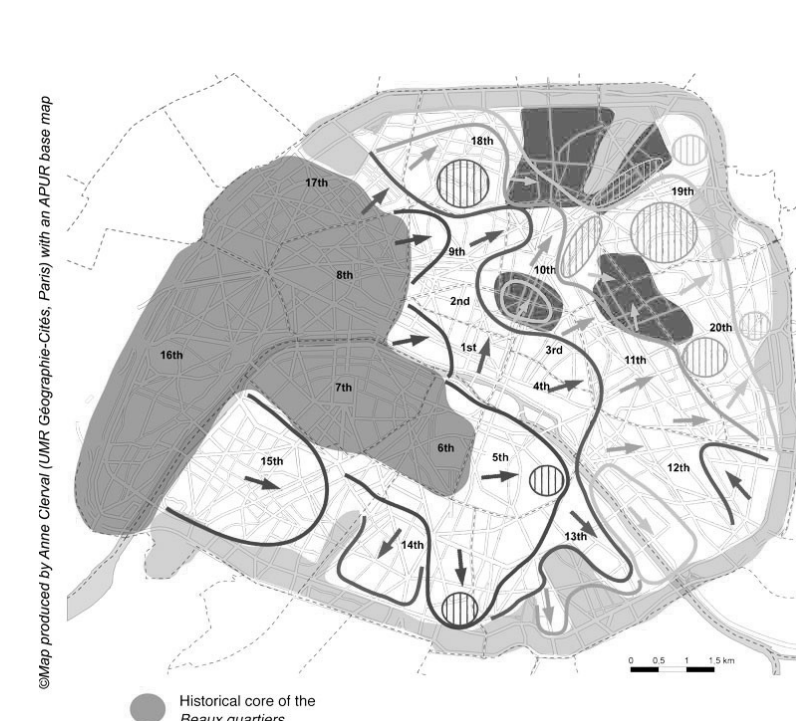 ©Map produced by Anne Clerval (UMR Géographie-Cités, Paris) with an APUR base map
18th
17th
19th
9th
10th
8th
2nd
20th
1st
3rd
16th
11th
7th
4th
6th
5th
15th
12th
13th
14th
0 0,5 1 1,5 km
Historical core of the
Beaux quartiers